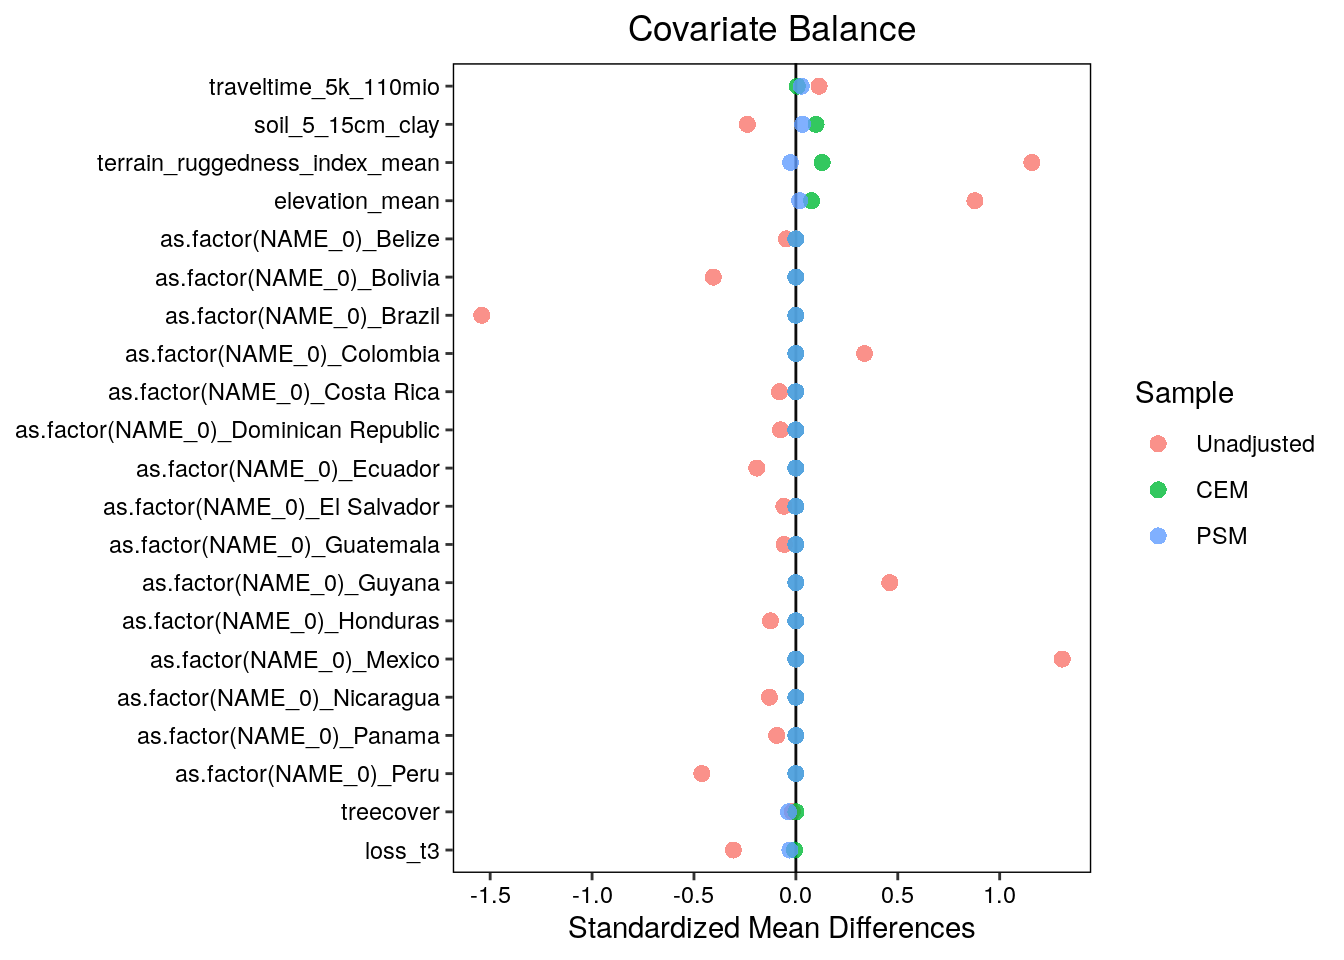 Covariate Balance
traveltime_5k_110mio
soil_5_15cm_clay
terrain_ruggedness_index_mean
elevation_mean
as.factor(NAME_0)_Belize
as.factor(NAME_0)_Bolivia
as.factor(NAME_0)_Brazil
as.factor(NAME_0)_Colombia
as.factor(NAME_0)_Costa Rica
as.factor(NAME_0)_Dominican Republic
as.factor(NAME_0)_Ecuador
as.factor(NAME_0)_El Salvador
as.factor(NAME_0)_Guatemala
as.factor(NAME_0)_Guyana
as.factor(NAME_0)_Honduras
as.factor(NAME_0)_Mexico
as.factor(NAME_0)_Nicaragua
as.factor(NAME_0)_Panama
as.factor(NAME_0)_Peru
treecover
loss_t3
-1.5 -1.0 -0.5 0.0 0.5 1.0
Standardized Mean Differences
Sample
Unadjusted
CEM
PSM